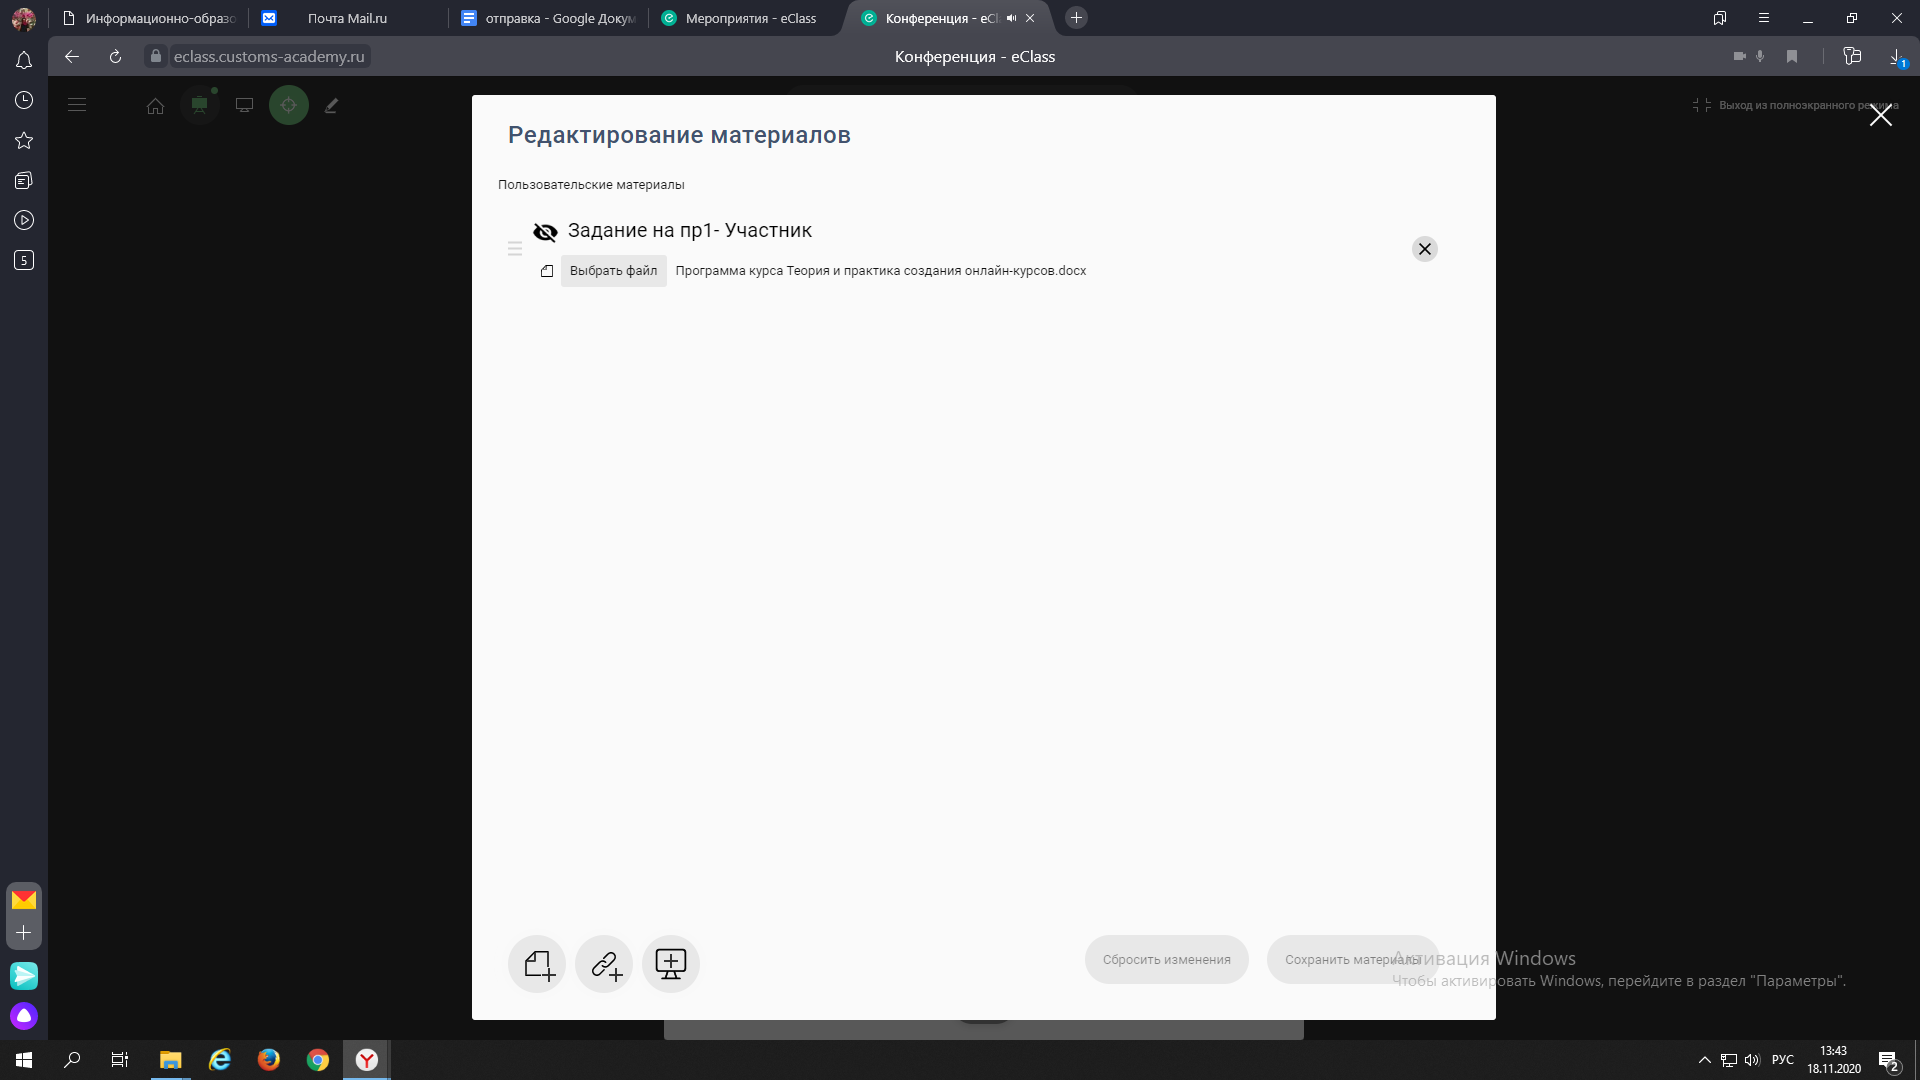 Информационно-образо
Почта Mail.ru
отправка - Google Докум
Мероприятия - eClass
Конференция - eCl
eclass.customs-academy.ru
Конференция - eClass
1
Выход из полноэкранного режима
5
Редактирование материалов
Пользовательские материалы
Задание на пр1- Участник
Выбрать файл
Программа курса Теория и практика создания онлайн-курсов.docx
Сбросить изменения
Сохранить материалы
Активация Windows
Чтобы активировать Windows, перейдите в раздел "Параметры".
РУС
13:43
18.11.2020
2